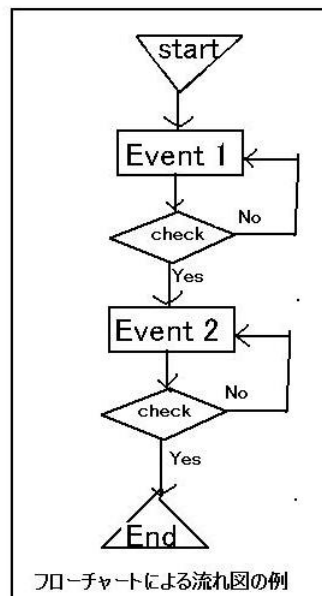 start
Event 1
check
No
Yes
Event 2
check
No
Yes
End
フローチャートによる流れ図の例